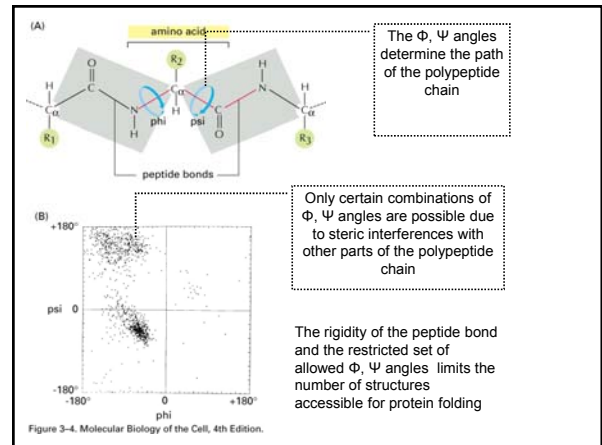 (A)
amino acid
R2
O
C
H
Cα
R1
N
H
phi
Cα
H
psi
C
O
H
N
H
Cα
R3
peptide bonds
The Φ, Ψ angles
determine the path
of the polypeptide
chain
Only certain combinations of
Φ, Ψ angles are possible due
to steric interferences with
other parts of the polypeptide
chain
(B)
+180°
psi 0
-180°
-180° 0 +180°
phi
The rigidity of the peptide bond
and the restricted set of
allowed Φ, Ψ angles limits the
number of structures
accessible for protein folding
Figure 3–4. Molecular Biology of the Cell, 4th Edition.